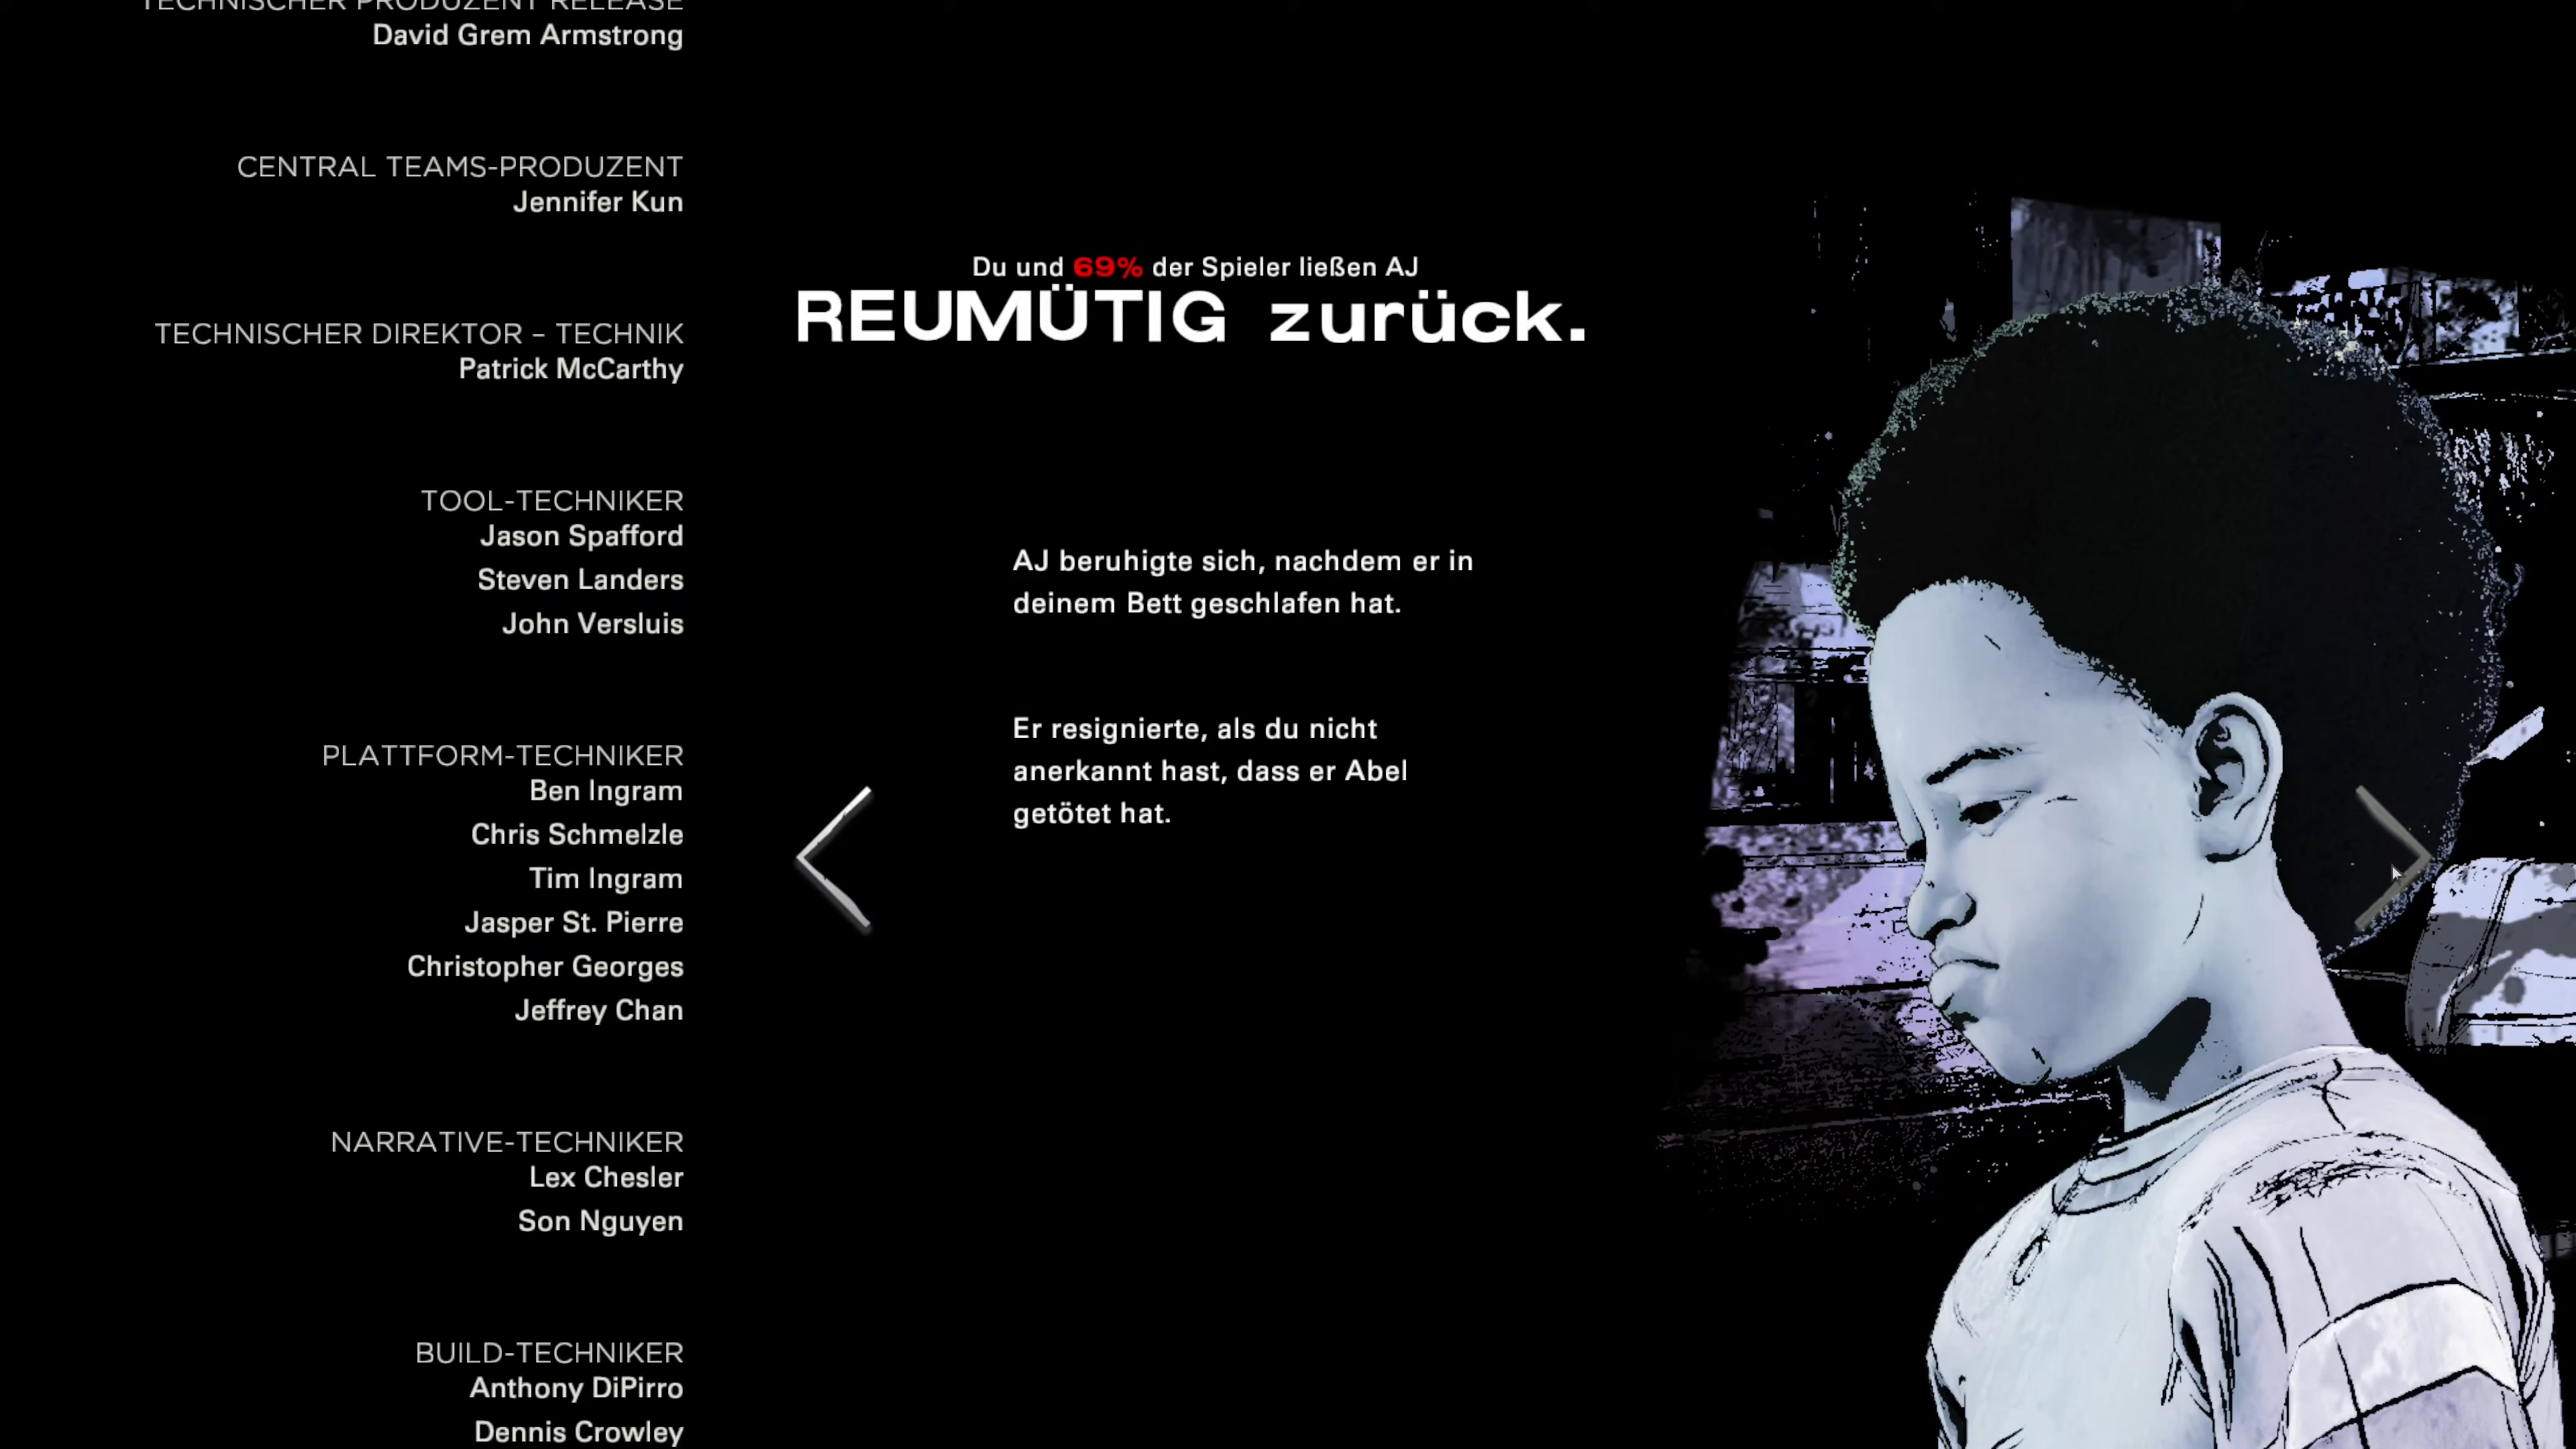 TECHNISCHER PRODUZENT RELEASE
David Grem Armstrong
CENTRAL TEAMS-PRODUZENT
Jennifer Kun
TECHNISCHER DIREKTOR – TECHNIK
Patrick McCarthy
TOOL-TECHNIKER
Jason Spafford
Steven Landers
John Versluis
PLATTFORM-TECHNIKER
Ben Ingram
Chris Schmelzle
Tim Ingram
Jasper St. Pierre
Christopher Georges
Jeffrey Chan
NARRATIVE-TECHNIKER
Lex Chesler
Son Nguyen
BUILD-TECHNIKER
Anthony DiPirro
Dennis Crowley
Du und 69% der Spieler ließen AJ
REUMÜTIG zurück.
AJ beruhigte sich, nachdem er in
deinem Bett geschlafen hat.
Er resignierte, als du nicht
anerkannt hast, dass er Abel
getötet hat.